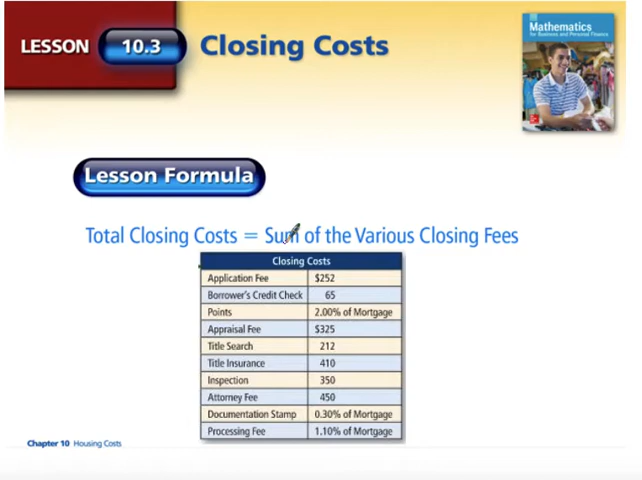 LESSON 10.3 Closing Costs
Mathematics
for Business and Personal Finance
Lesson Formula
Total Closing Costs = Sum of the Various Closing Fees
Closing Costs
Application Fee $252
Borrower's Credit Check 65
Points 2.00% of Mortgage
Appraisal Fee $325
Title Search 212
Title Insurance 410
Inspection 350
Attorney Fee 450
Documentation Stamp 0.30% of Mortgage
Processing Fee 1.10% of Mortgage
Chapter 10 Housing Costs